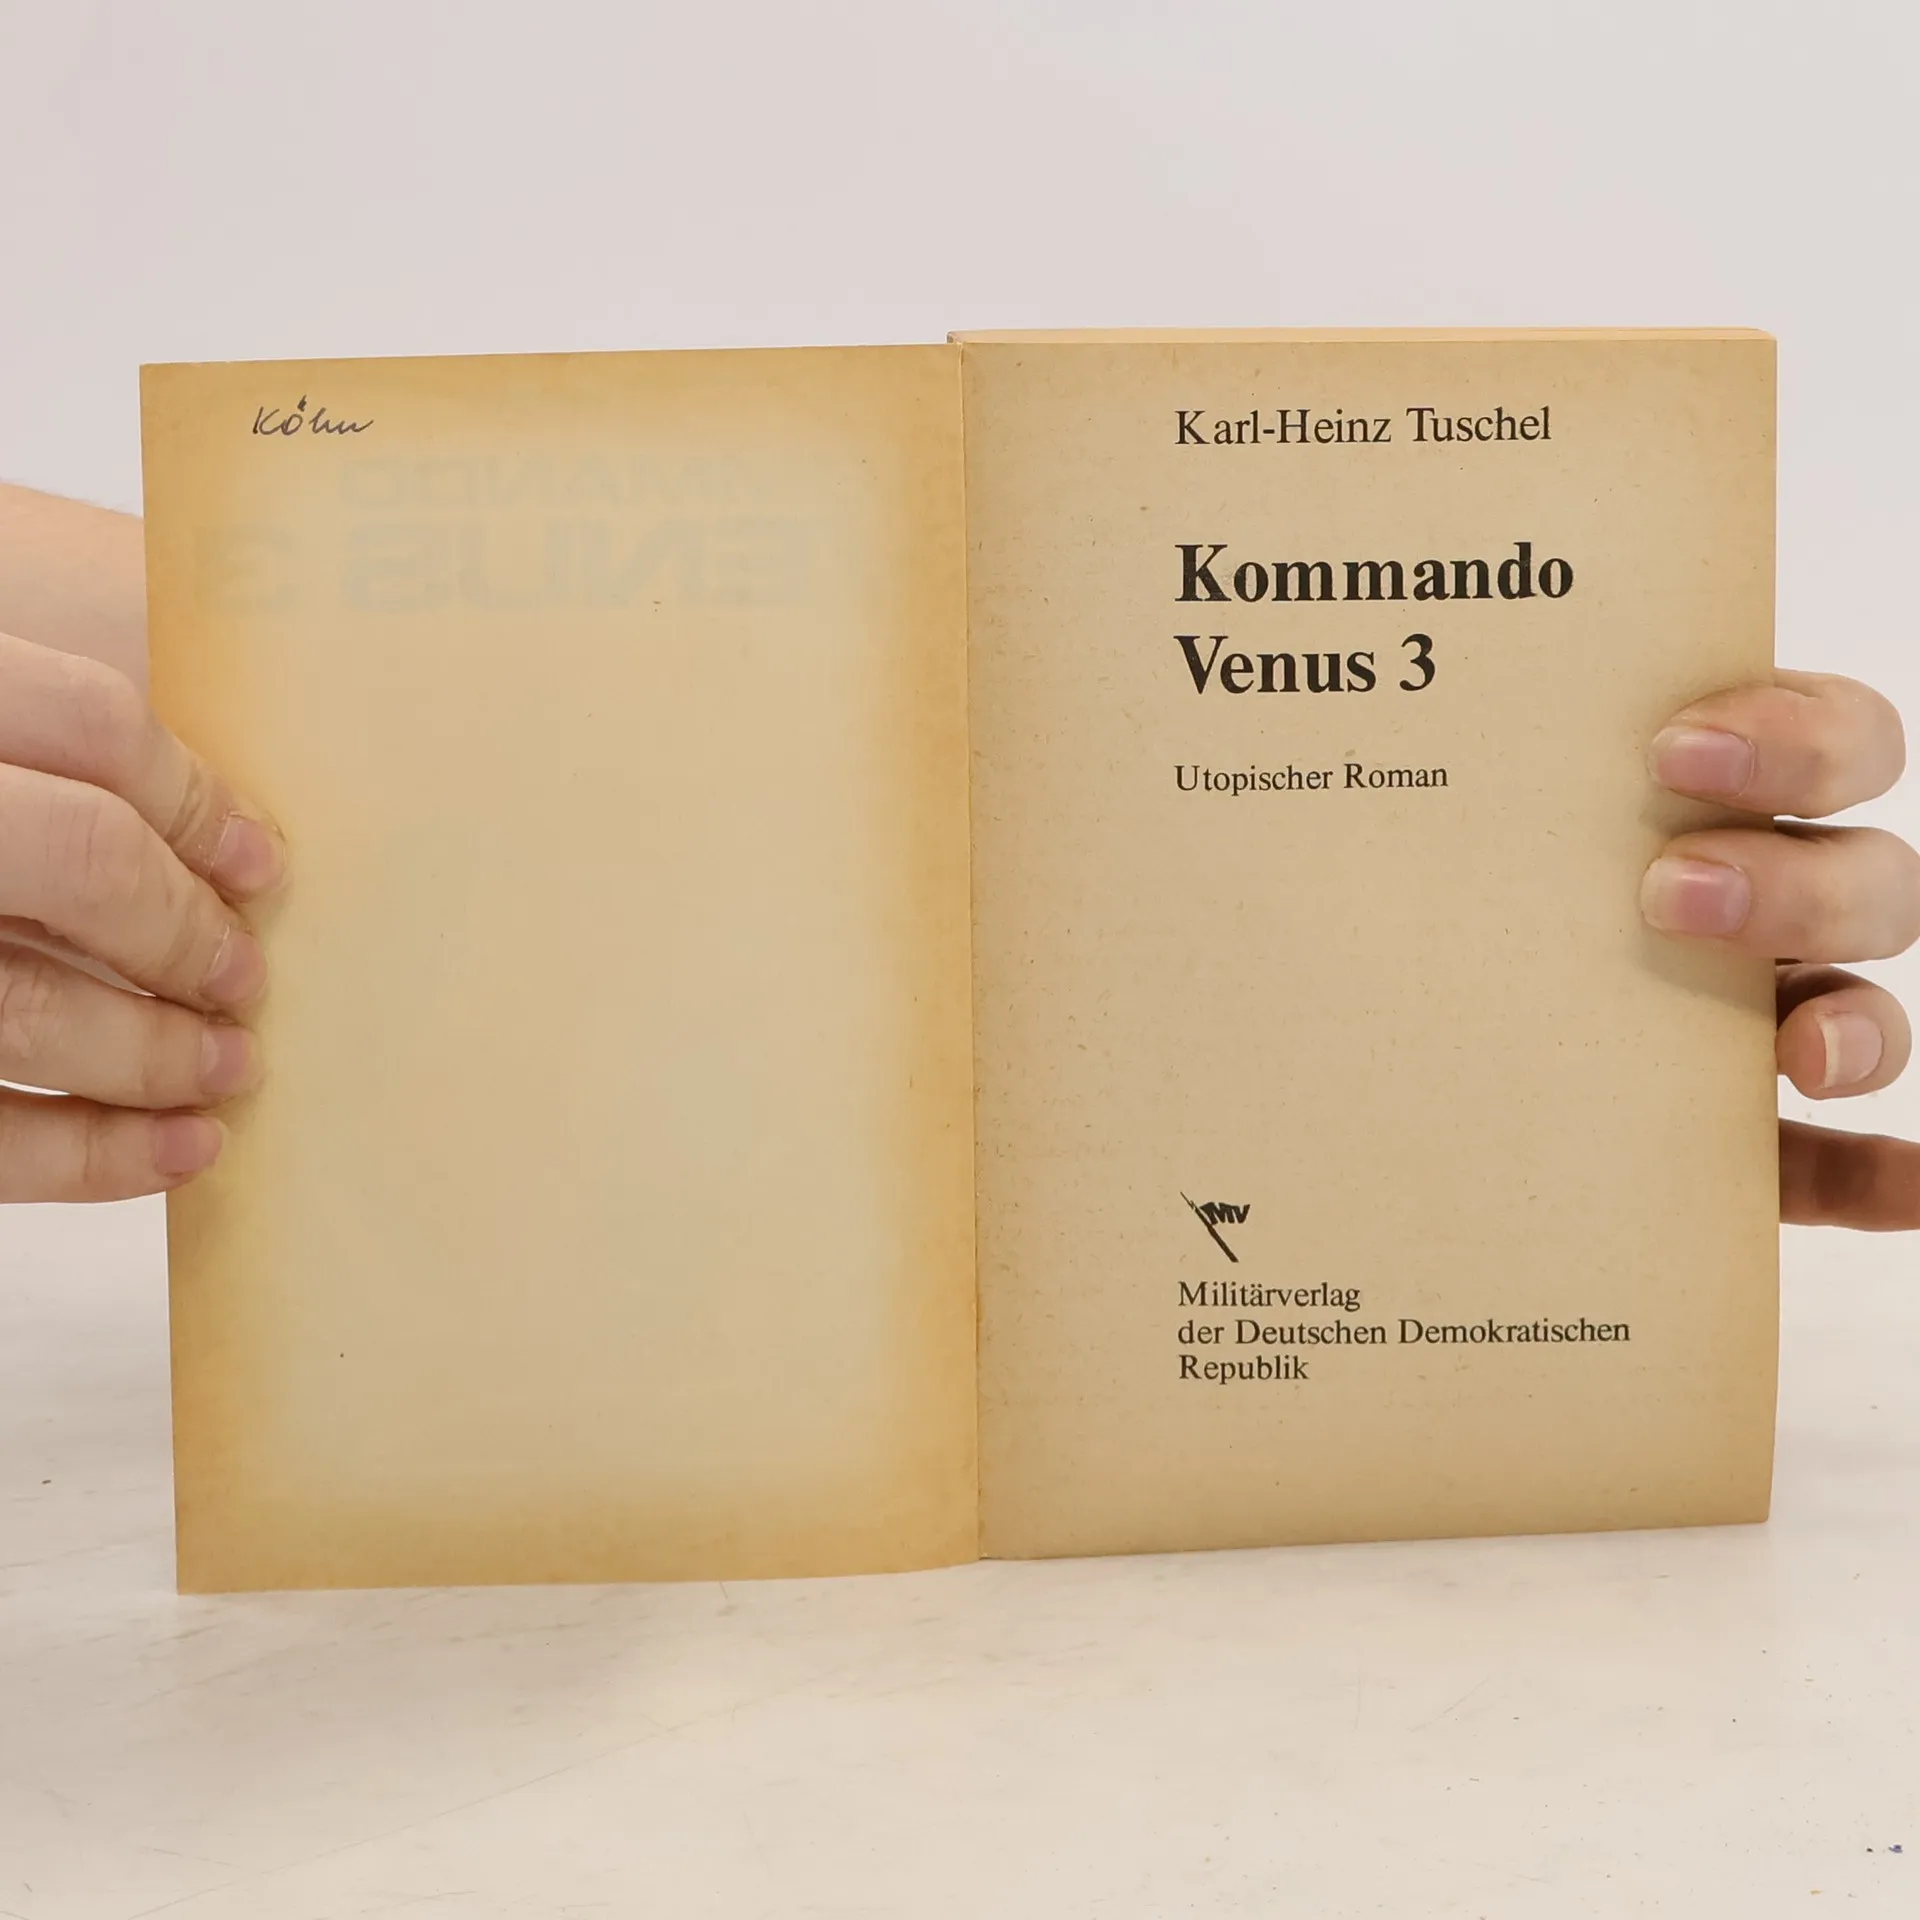 Köhn
Karl-Heinz Tuschel
Kommando
Venus 3
Utopischer Roman
MV
Militärverlag
der Deutschen Demokratischen
Republik